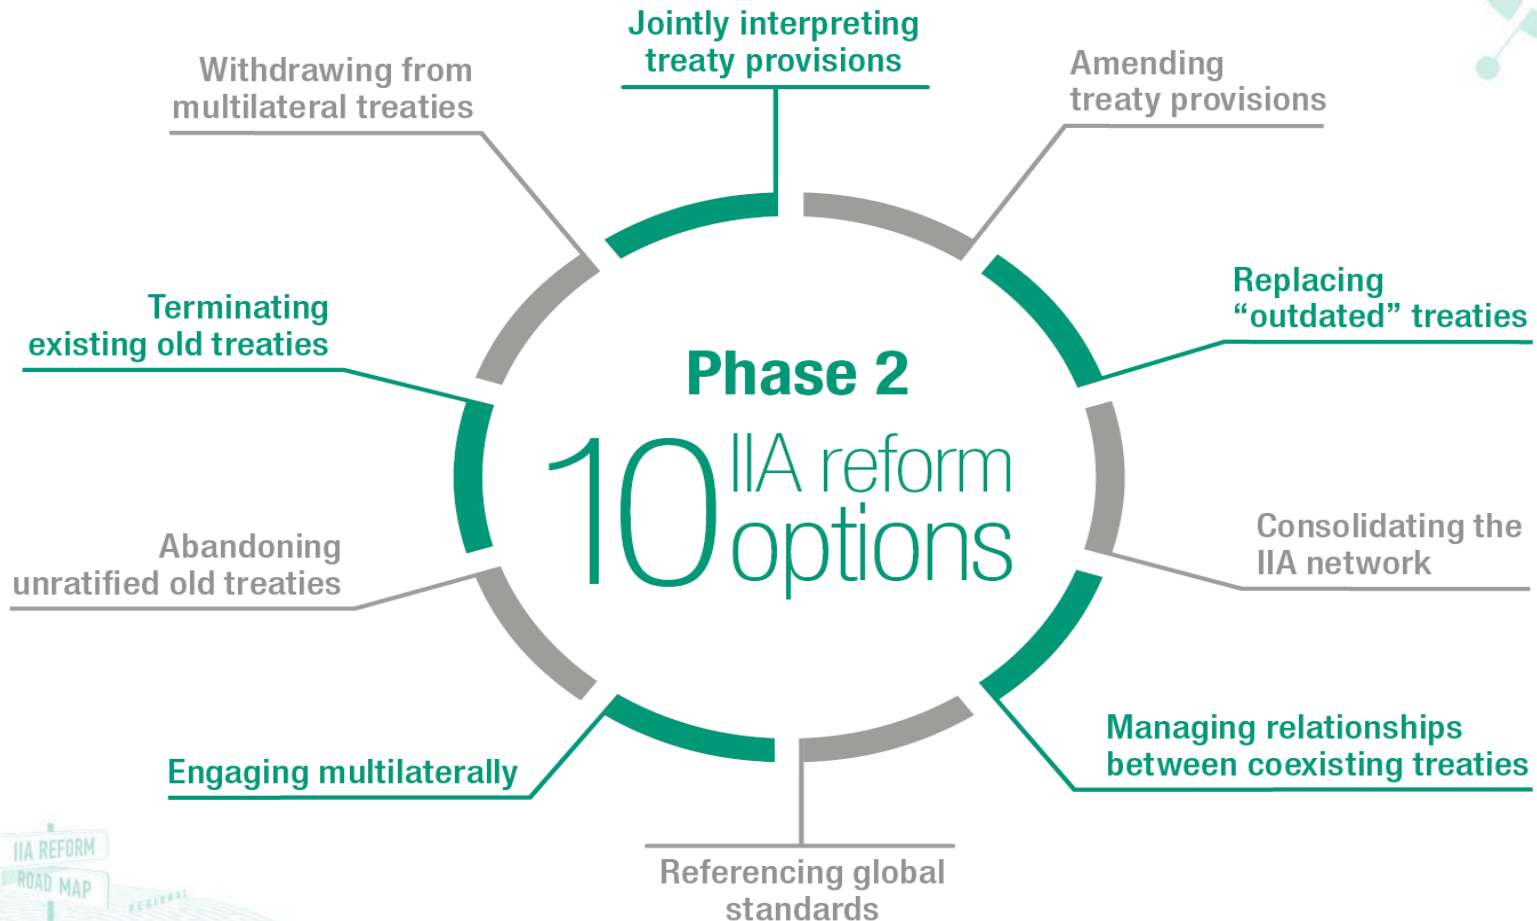 Jointly interpreting
treaty provisions
Amending
treaty provisions
Replacing
“outdated” treaties
Consolidating the
IIA network
Managing relationships
between coexisting treaties
Referencing global
standards
Engaging multilaterally
Abandoning
unratified old treaties
Terminating
existing old treaties
Withdrawing from
multilateral treaties
Phase 2
10 IIA reform
options
IIA REFORM
ROAD MAP
REGIONAL